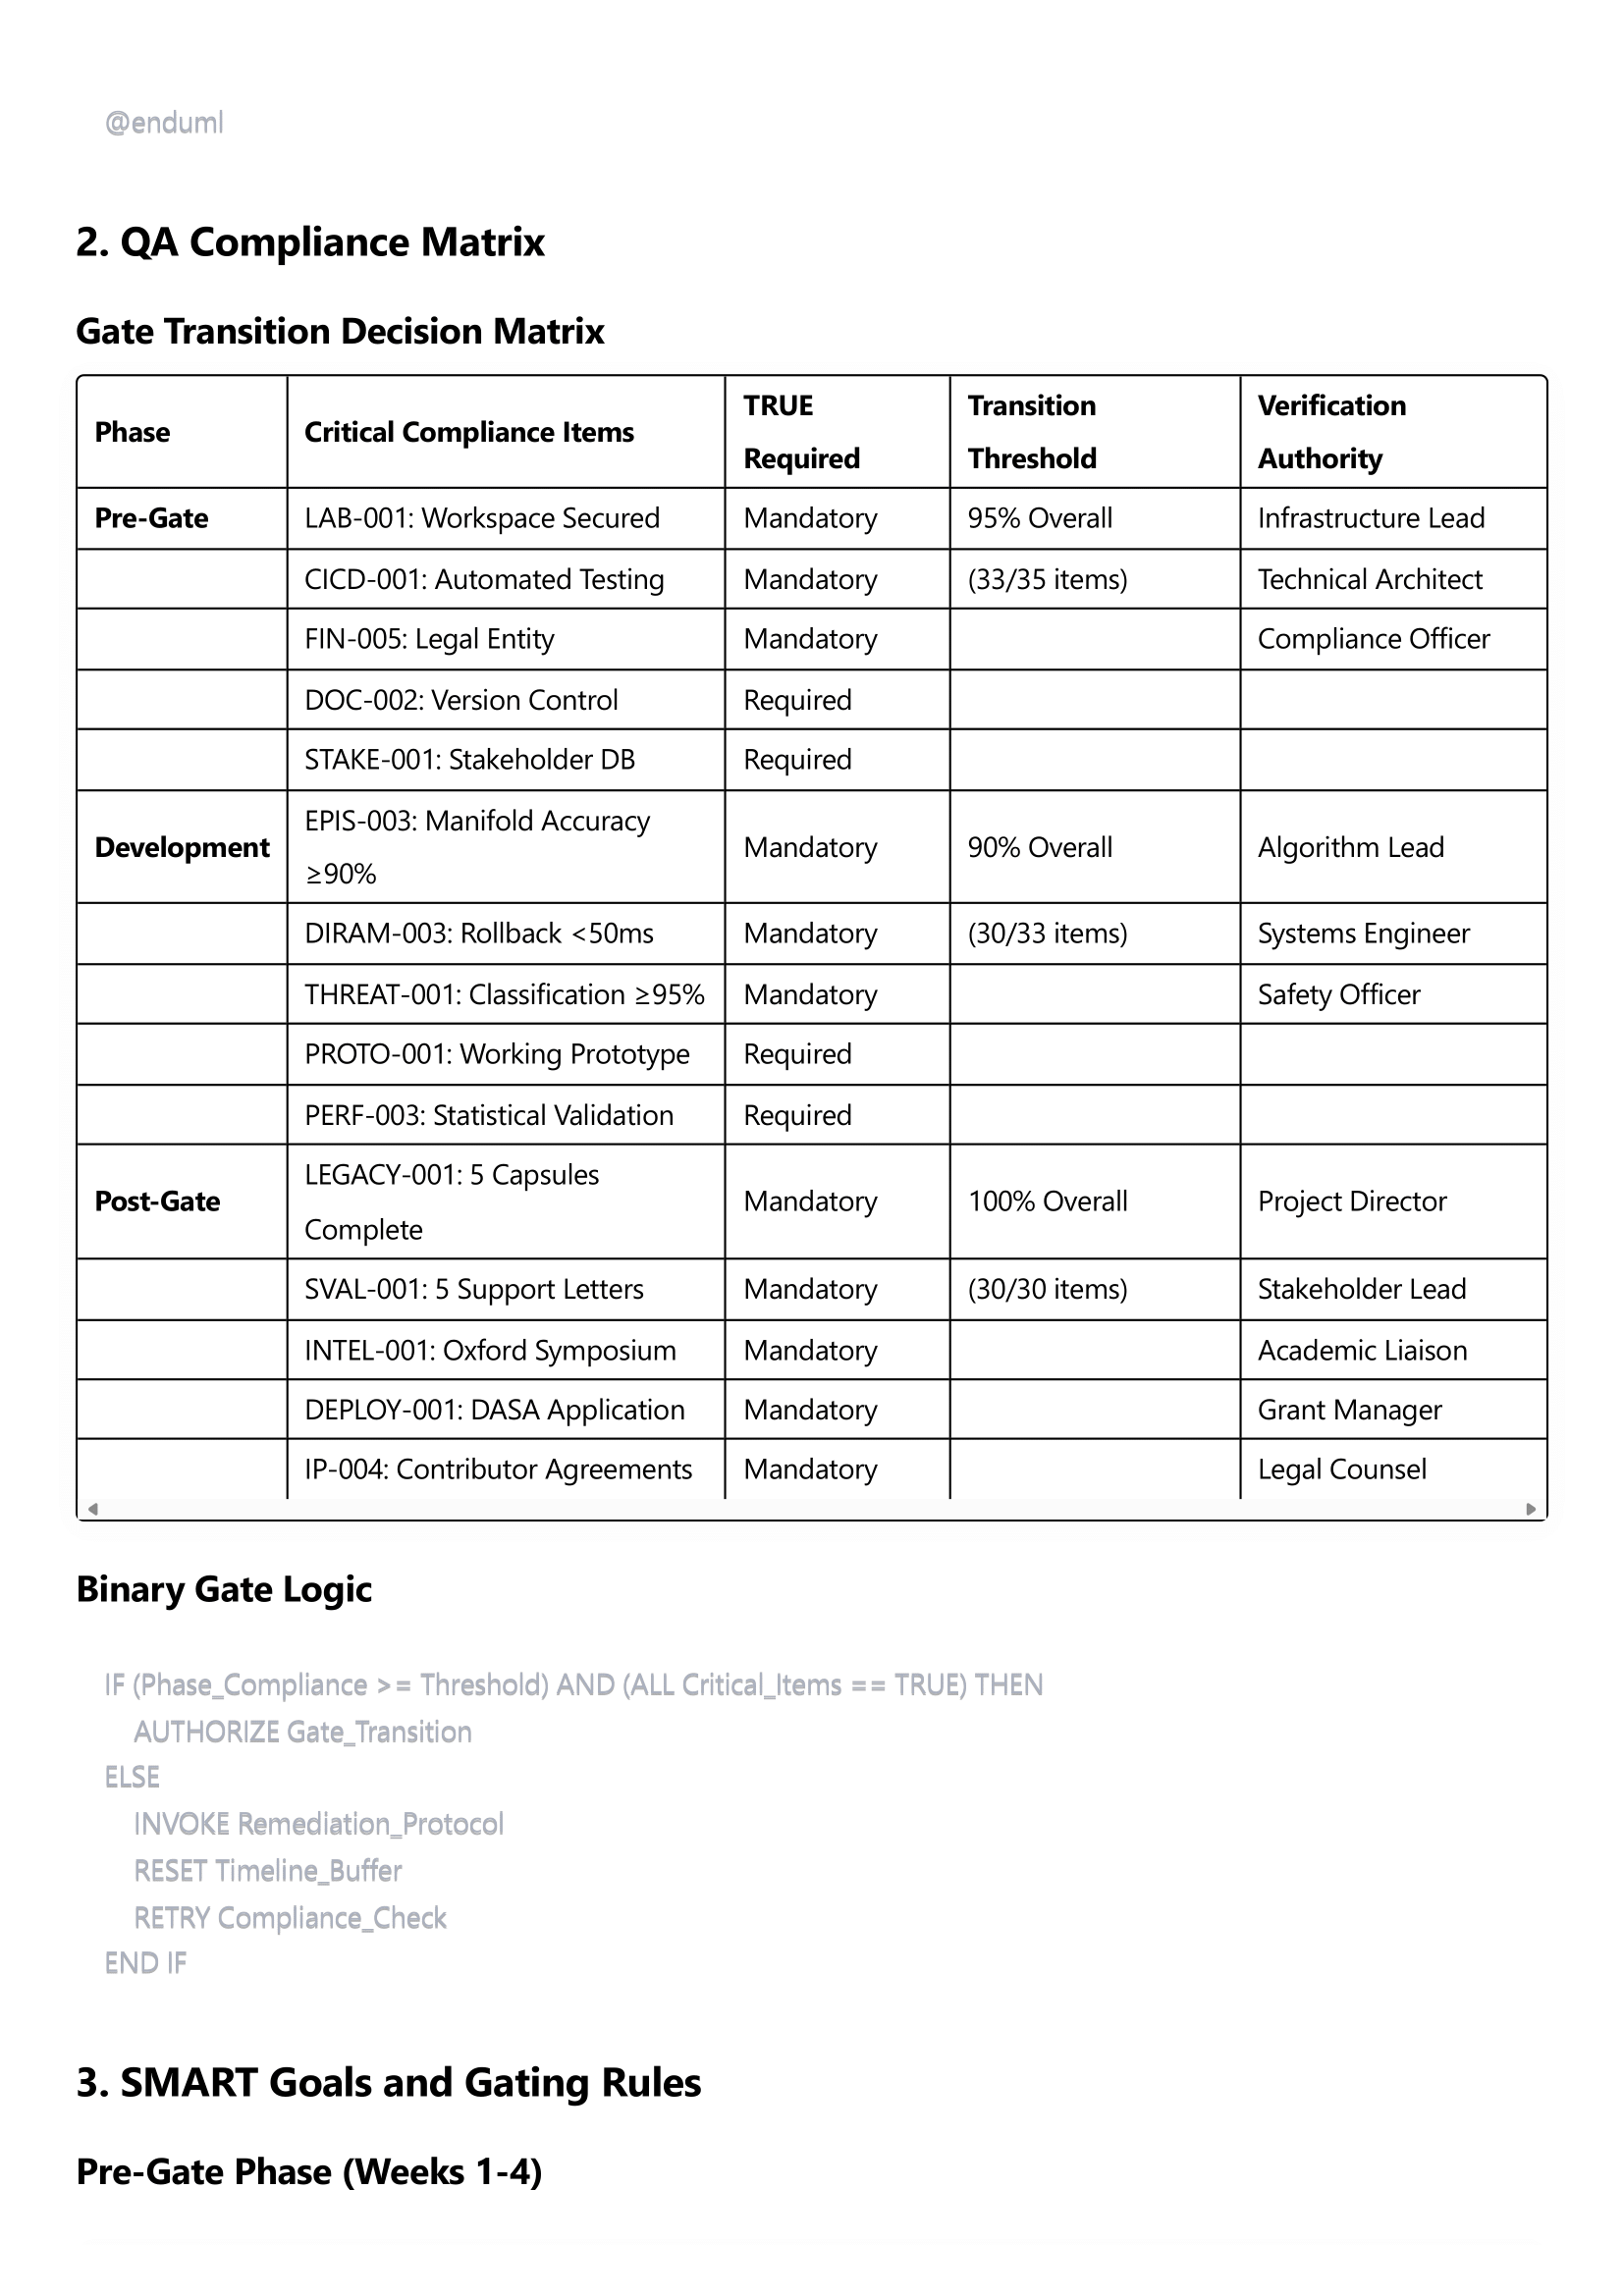 @enduml
2. QA Compliance Matrix
Gate Transition Decision Matrix
Phase Critical Compliance Items TRUE Required Transition Threshold Verification Authority
Pre-Gate LAB-001: Workspace Secured Mandatory 95% Overall Infrastructure Lead
CICD-001: Automated Testing Mandatory (33/35 items) Technical Architect
FIN-005: Legal Entity Mandatory Compliance Officer
DOC-002: Version Control Required
STAKE-001: Stakeholder DB Required
Development EPIS-003: Manifold Accuracy ≥90% Mandatory 90% Overall Algorithm Lead
DIRAM-003: Rollback <50ms Mandatory (30/33 items) Systems Engineer
THREAT-001: Classification ≥95% Mandatory Safety Officer
PROTO-001: Working Prototype Required
PERF-003: Statistical Validation Required
Post-Gate LEGACY-001: 5 Capsules Complete Mandatory 100% Overall Project Director
SVAL-001: 5 Support Letters Mandatory (30/30 items) Stakeholder Lead
INTEL-001: Oxford Symposium Mandatory Academic Liaison
DEPLOY-001: DASA Application Mandatory Grant Manager
IP-004: Contributor Agreements Mandatory Legal Counsel
Binary Gate Logic
IF (Phase_Compliance >= Threshold) AND (ALL Critical_Items == TRUE) THEN
AUTHORIZE Gate_Transition
ELSE
INVOKE Remediation_Protocol
RESET Timeline_Buffer
RETRY Compliance_Check
END IF
3. SMART Goals and Gating Rules
Pre-Gate Phase (Weeks 1-4)